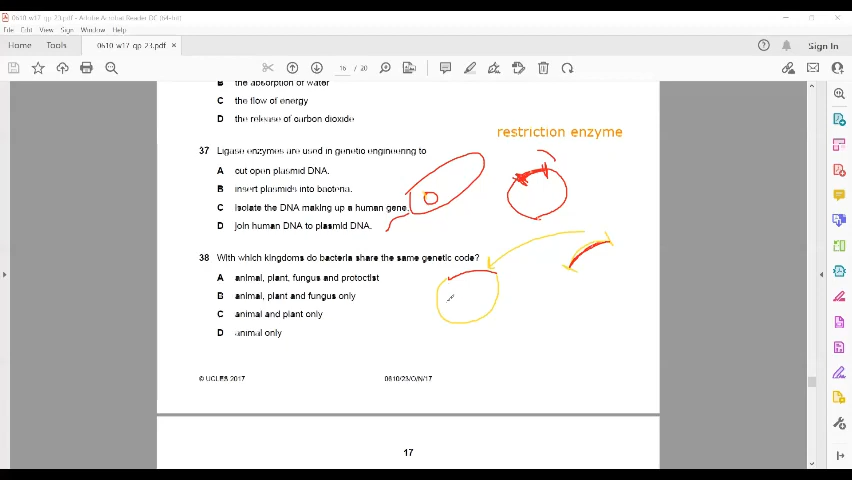 0610_w17_qp_23.pdf - Adobe Acrobat Reader DC (64-bit)
File Edit View Sign Window Help
Home Tools 0610_w17_qp_23.pdf × Sign In
16 / 20
B the absorption of water
C the flow of energy
D the release of carbon dioxide
restriction enzyme
37 Ligase enzymes are used in genetic engineering to
A cut open plasmid DNA.
B insert plasmids into bacteria.
C isolate the DNA making up a human gene.
D join human DNA to plasmid DNA.
38 With which kingdoms do bacteria share the same genetic code?
A animal, plant, fungus and protoctist
B animal, plant and fungus only
C animal and plant only
D animal only
© UCLES 2017 0610/23/O/N/17
17